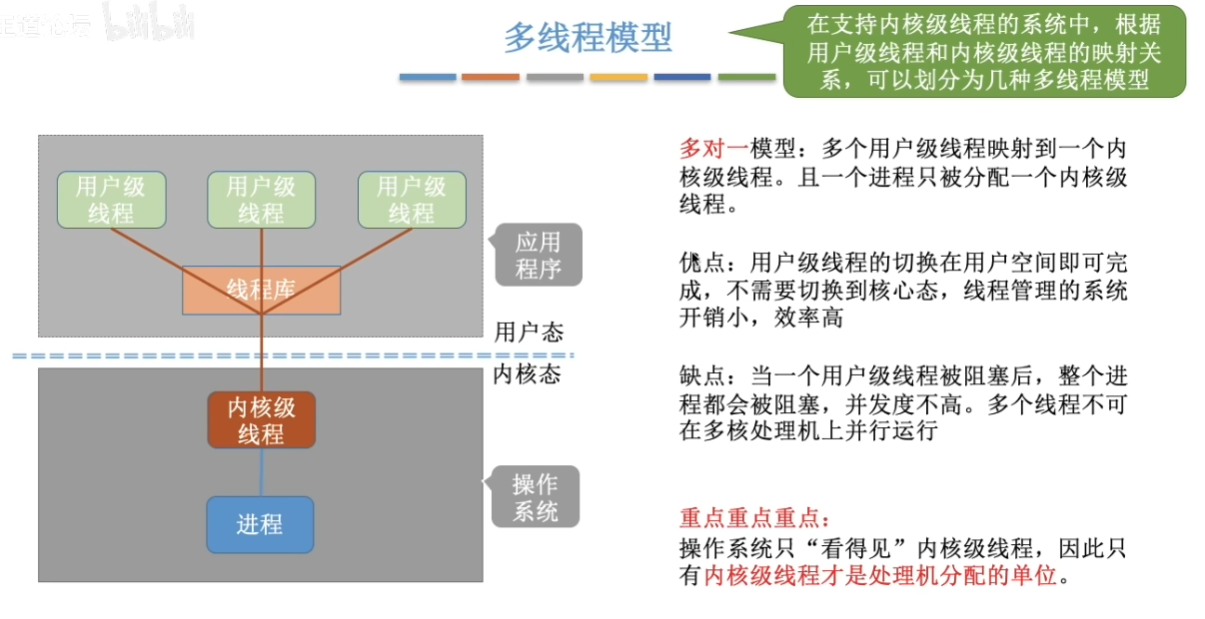 bilibili
多线程模型
在支持内核级线程的系统中，根据
用户级线程和内核级线程的映射关
系，可以划分为几种多线程模型
用户级
线程
用户级
线程
用户级
线程
线程库
应用
程序
用户态
内核态
内核级
线程
进程
操作
系统
多对一模型：多个用户级线程映射到一个内
核级线程。且一个进程只被分配一个内核级
线程。
优点：用户级线程的切换在用户空间即可完
成，不需要切换到核心态，线程管理的系统
开销小，效率高
缺点：当一个用户级线程被阻塞后，整个进
程都会被阻塞，并发度不高。多个线程不可
在多核处理机上并行运行
重点重点重点：
操作系统只“看得见”内核级线程，因此只
有内核级线程才是处理机分配的单位。